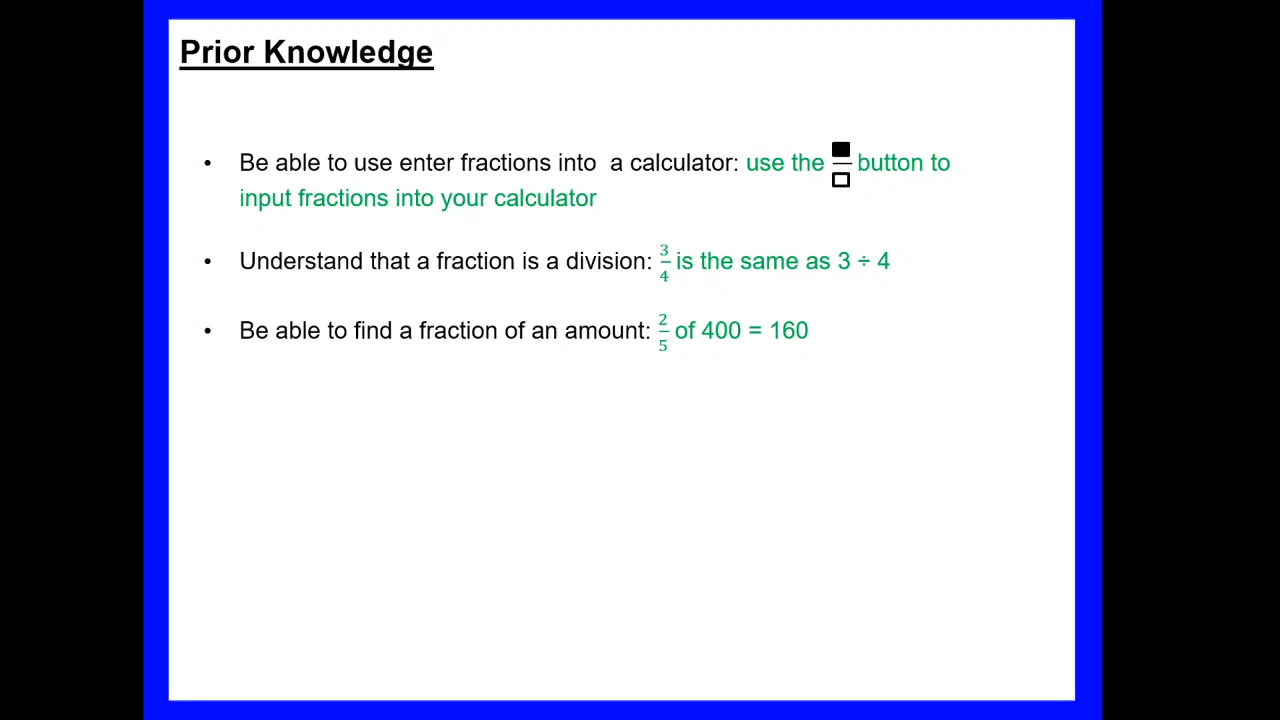 Prior Knowledge
• Be able to use enter fractions into  a calculator: use the ■/□ button to
input fractions into your calculator
• Understand that a fraction is a division: 3/4 is the same as 3 ÷ 4
• Be able to find a fraction of an amount: 2/5 of 400 = 160